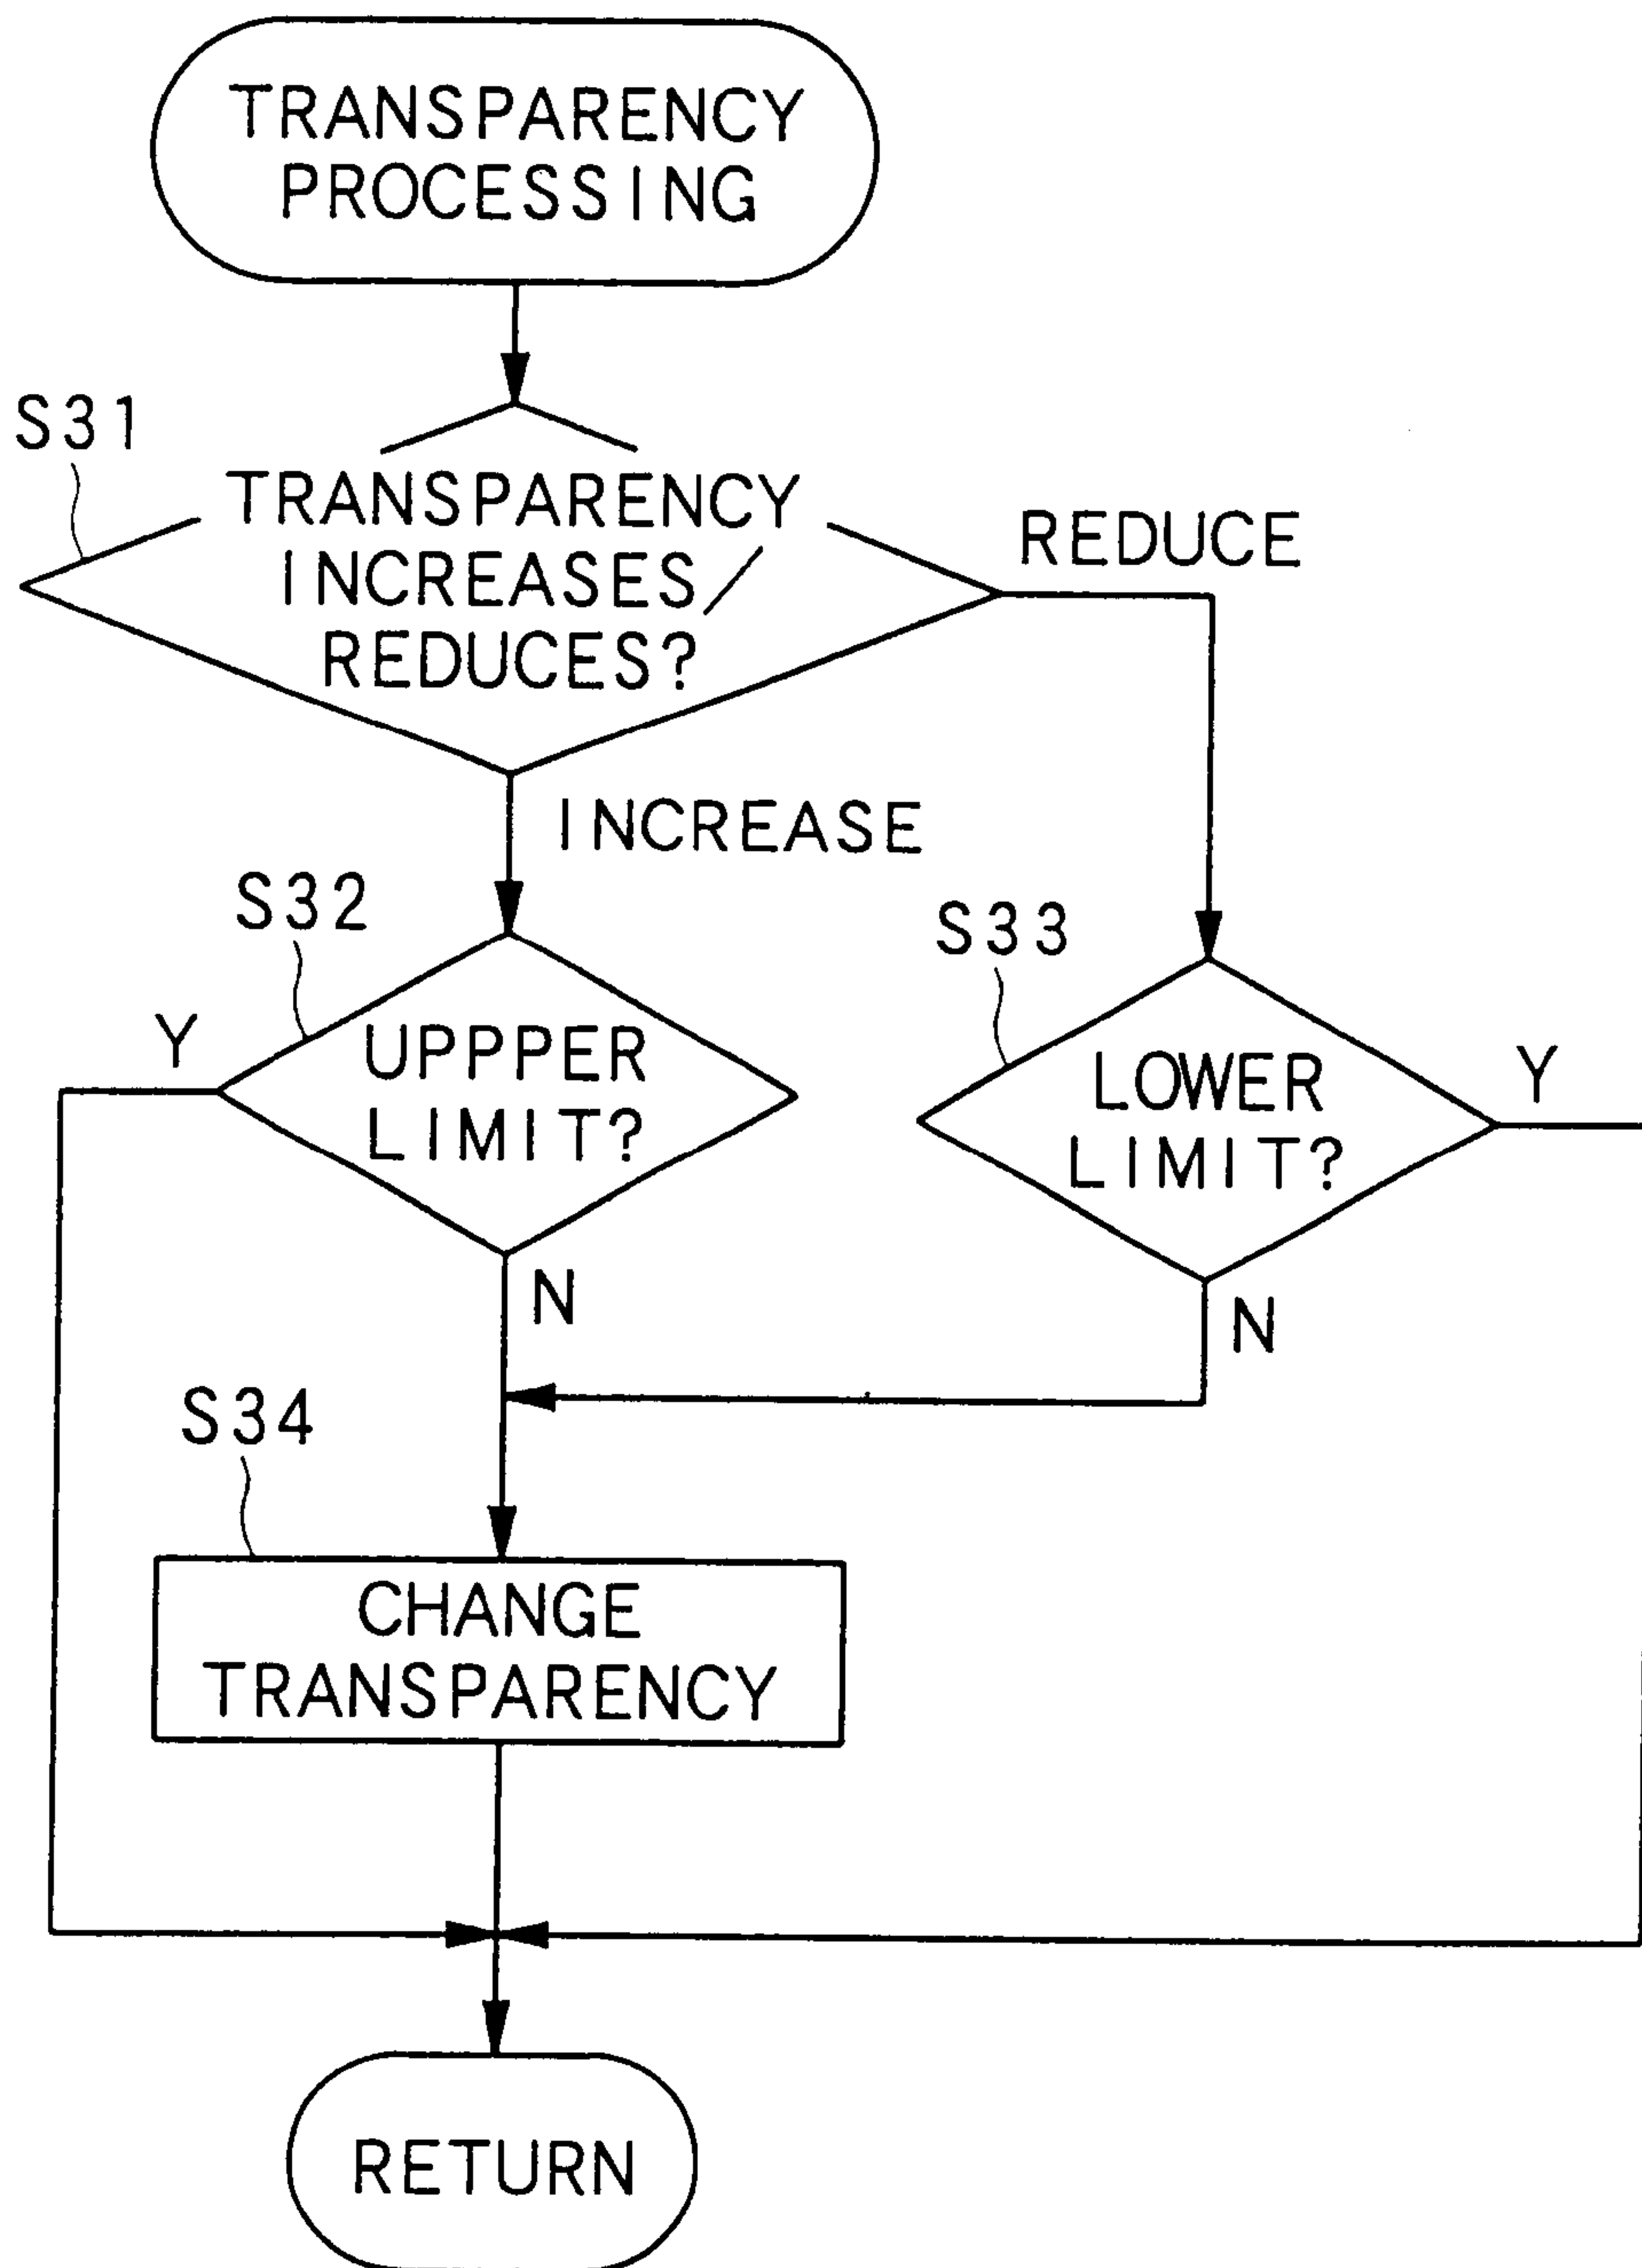 TRANSPARENCY
PROCESSING
S31
TRANSPARENCY
INCREASES/
REDUCES?
REDUCE
INCREASE
S32
S33
Y
UPPPER
LIMIT?
LOWER
LIMIT?
Y
N
N
S34
CHANGE
TRANSPARENCY
RETURN